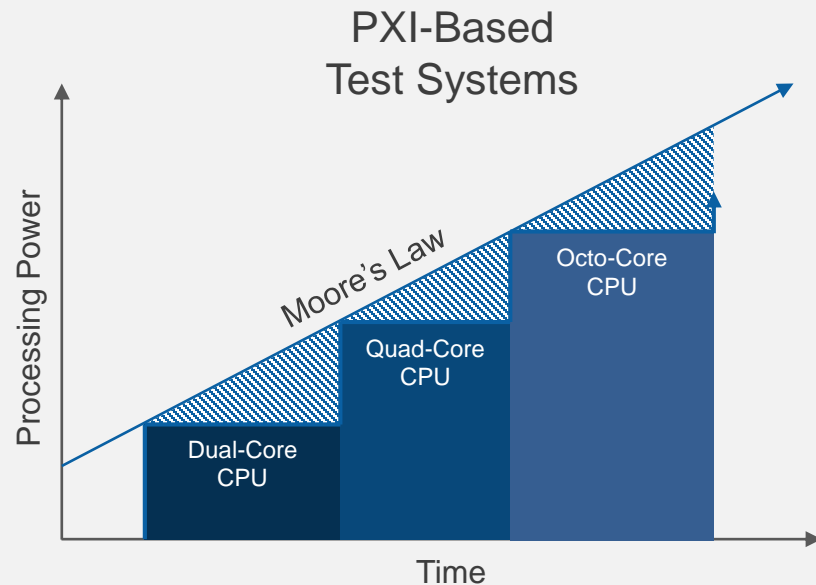 PXI-Based
Test Systems
Processing Power
Moore's Law
Octo-Core
CPU
Quad-Core
CPU
Dual-Core
CPU
Time